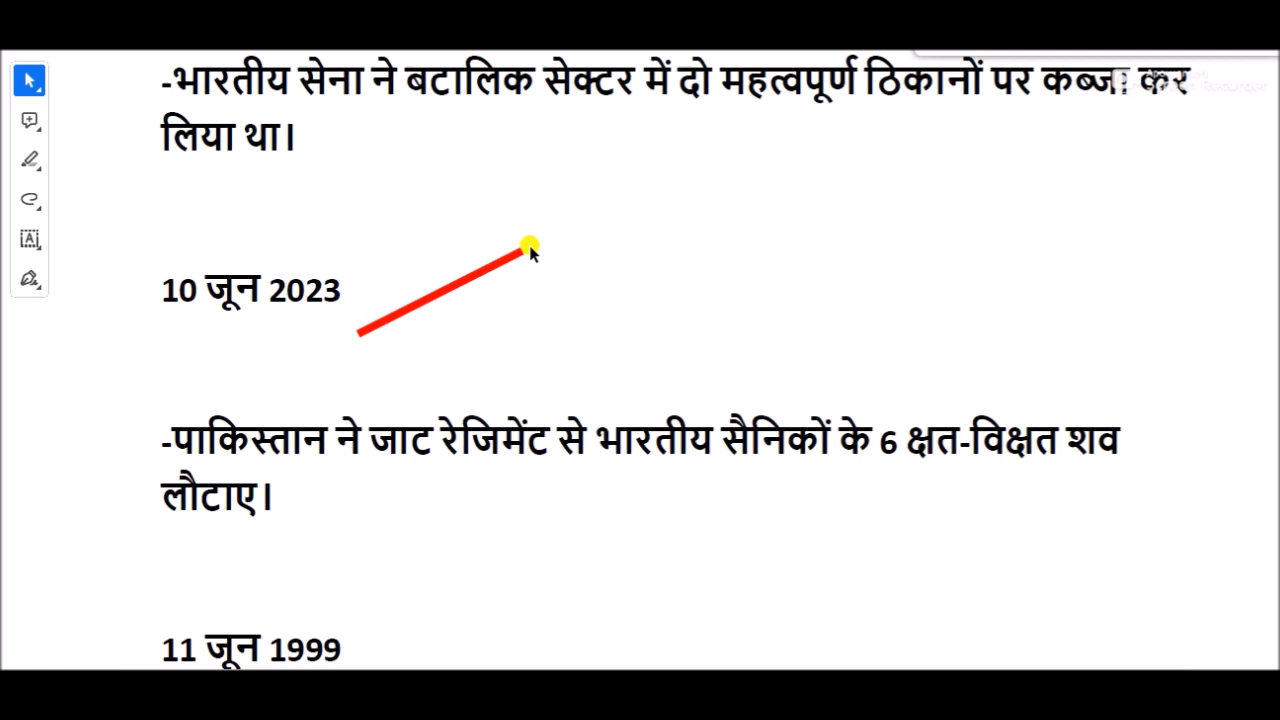 -भारतीय सेना ने बटालिक सेक्टर में दो महत्वपूर्ण ठिकानों पर कब्जा कर
लिया था।
10 जून 2023
-पाकिस्तान ने जाट रेजिमेंट से भारतीय सैनिकों के 6 क्षत-विक्षत शव
लौटाए।
11 जून 1999